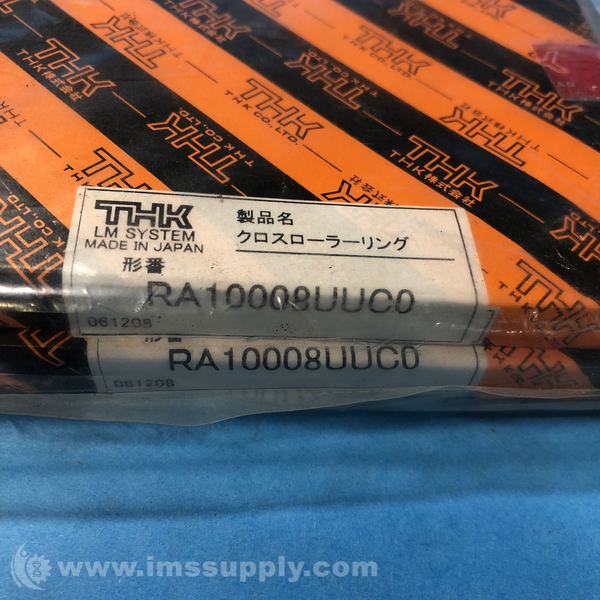 THK
THK CO., LTD.
THK株式会社
THK
LM SYSTEM
MADE IN JAPAN
製品名
クロスローラーリング
形番
RA10008UUC0
061208
形番
RA10008UUC0
061208
www.imssupply.com